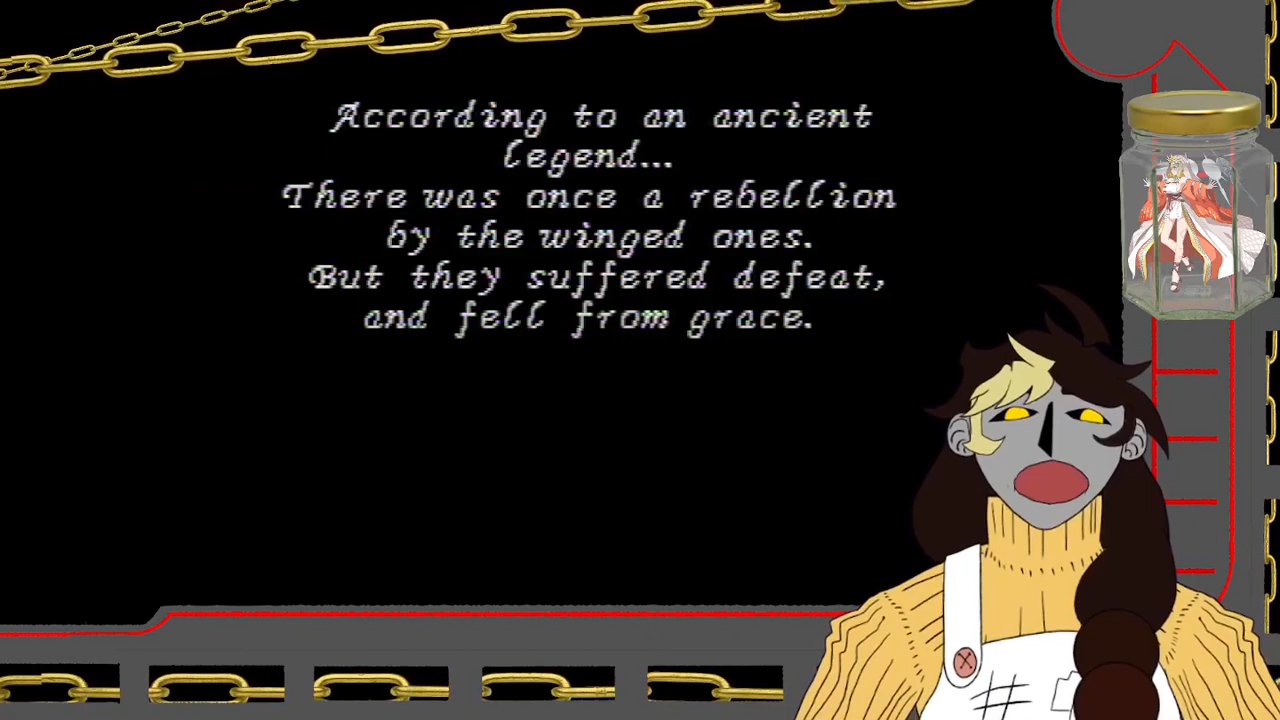 According to an ancient
legend...
There was once a rebellion
by the winged ones.
But they suffered defeat,
and fell from grace.